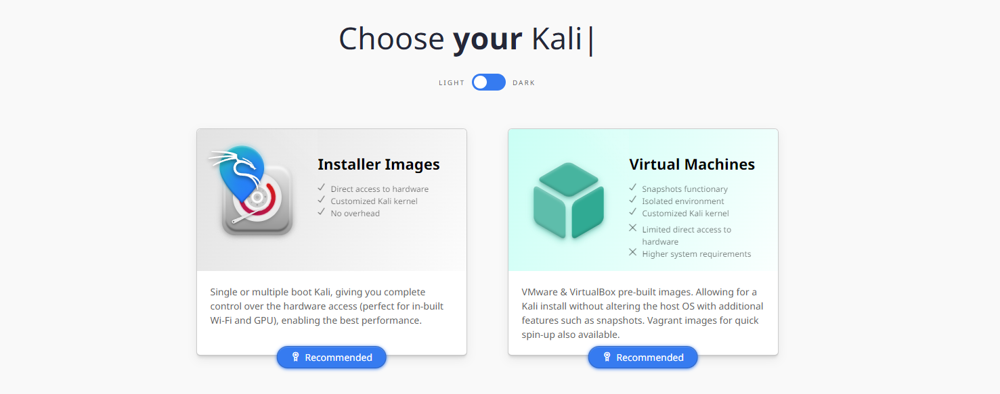 Choose your Kali|
LIGHT
DARK
Installer Images
Direct access to hardware
Customized Kali kernel
No overhead
Single or multiple boot Kali, giving you complete
control over the hardware access (perfect for in-built
Wi-Fi and GPU), enabling the best performance.
Recommended
Virtual Machines
Snapshots functionary
Isolated environment
Customized Kali kernel
Limited direct access to
hardware
Higher system requirements
VMware & VirtualBox pre-built images. Allowing for a
Kali install without altering the host OS with additional
features such as snapshots. Vagrant images for quick
spin-up also available.
Recommended